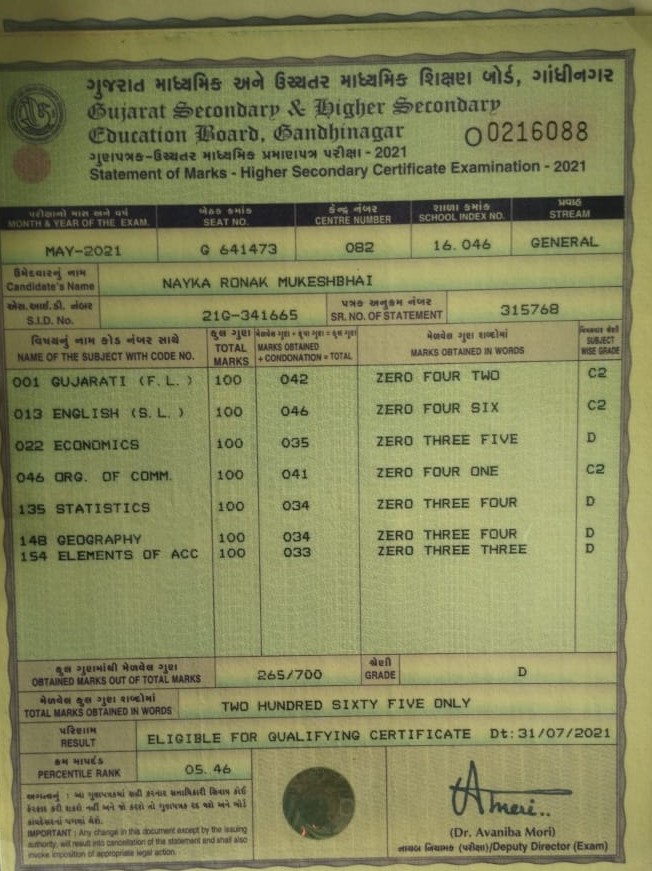 ગુજરાત માધ્યમિક અને ઉચ્ચતર માધ્યમિક શિક્ષણ બોર્ડ, ગાંધીનગર
Gujarat Secondary & Higher Secondary
Education Board, Gandhinagar
O 0216088
ગુણપત્રક-ઉચ્ચતર માધ્યમિક પ્રમાણપત્ર પરીક્ષા - 2021
Statement of Marks - Higher Secondary Certificate Examination - 2021
પરીક્ષાનો માસ અને વર્ષ બેઠક ક્રમાંક કેન્દ્ર નંબર શાળા ક્રમાંક પ્રવાહ
MONTH & YEAR OF THE EXAM. SEAT NO. CENTRE NUMBER SCHOOL INDEX NO. STREAM
MAY-2021 G 641473 082 16.046 GENERAL
ઉમેદવારનું નામ
Candidate's Name NAYKA RONAK MUKESHBHAI
એસ.આઈ.ડી. નંબર પત્રક અનુક્રમ નંબર
S.I.D. No. 21G-341665 SR. NO. OF STATEMENT 315768
વિષયનું નામ કોડ નંબર સાથે કુલ ગુણ મેળવેલ ગુણ + કૃપા ગુણ = કુલ ગુણ મેળવેલ ગુણ શબ્દોમાં વિષયવાર શ્રેણી
NAME OF THE SUBJECT WITH CODE NO. TOTAL MARKS MARKS OBTAINED + CONDONATION = TOTAL MARKS OBTAINED IN WORDS SUBJECT WISE GRADE
001 GUJARATI (F.L.) 100 042 ZERO FOUR TWO C2
013 ENGLISH (S.L.) 100 046 ZERO FOUR SIX C2
022 ECONOMICS 100 035 ZERO THREE FIVE D
046 ORG. OF COMM. 100 041 ZERO FOUR ONE C2
135 STATISTICS 100 034 ZERO THREE FOUR D
148 GEOGRAPHY 100 034 ZERO THREE FOUR D
154 ELEMENTS OF ACC 100 033 ZERO THREE THREE D
કુલ ગુણમાંથી મેળવેલ ગુણ શ્રેણી
OBTAINED MARKS OUT OF TOTAL MARKS 265/700 GRADE D
મેળવેલ કુલ ગુણ શબ્દોમાં
TOTAL MARKS OBTAINED IN WORDS TWO HUNDRED SIXTY FIVE ONLY
પરિણામ
RESULT ELIGIBLE FOR QUALIFYING CERTIFICATE Dt:31/07/2021
ક્રમ માપદંડ
PERCENTILE RANK 05.46
અગત્યનું : આ ગુણપત્રકમાં સહી કરનાર સત્તાધિકારી સિવાય કોઈ
ફેરફાર કરી શકશે નહીં અને જો કરશે તો ગુણપત્રક રદ થશે અને યોગ્ય
કાયદેસરનાં પગલાં લેશે.
IMPORTANT : Any change in this document except by the issuing
authority, will result into cancellation of the statement and shall also
invoke imposition of appropriate legal action.
(Dr. Avaniba Mori)
નાયબ નિયામક (પરીક્ષા)/Deputy Director (Exam)